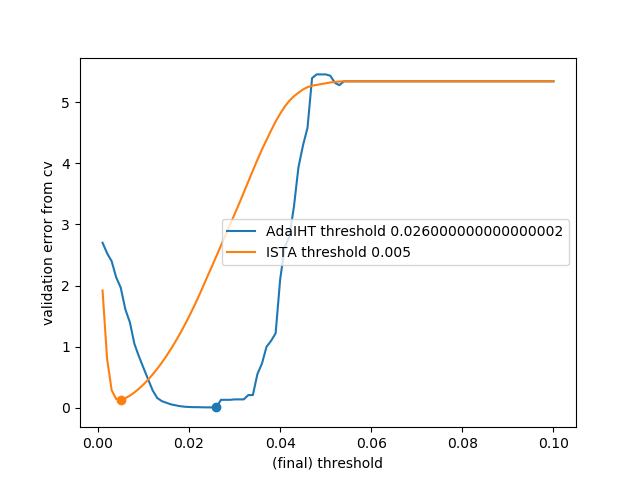 5
4
3
2
1
0
validation error from cv
AdaIHT threshold 0.026000000000000002
ISTA threshold 0.005
0.00 0.02 0.04 0.06 0.08 0.10
(final) threshold